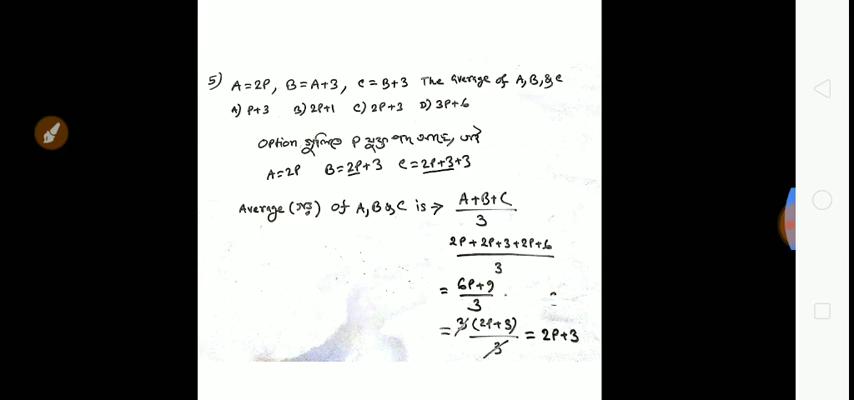 5) A=2P, B=A+3, C=B+3 The average of A,B,& C
A) P+3 B) 2P+1 C) 2P+3 D) 3P+6
Option গুলিতে P যুক্ত
A=2P B=2P+3 C=2P+3+3
Average (গড়) of A,B & C is → A+B+C
3
2P+2P+3+2P+6
3
= 6P+9
3
= 3(2P+3) = 2P+3
3